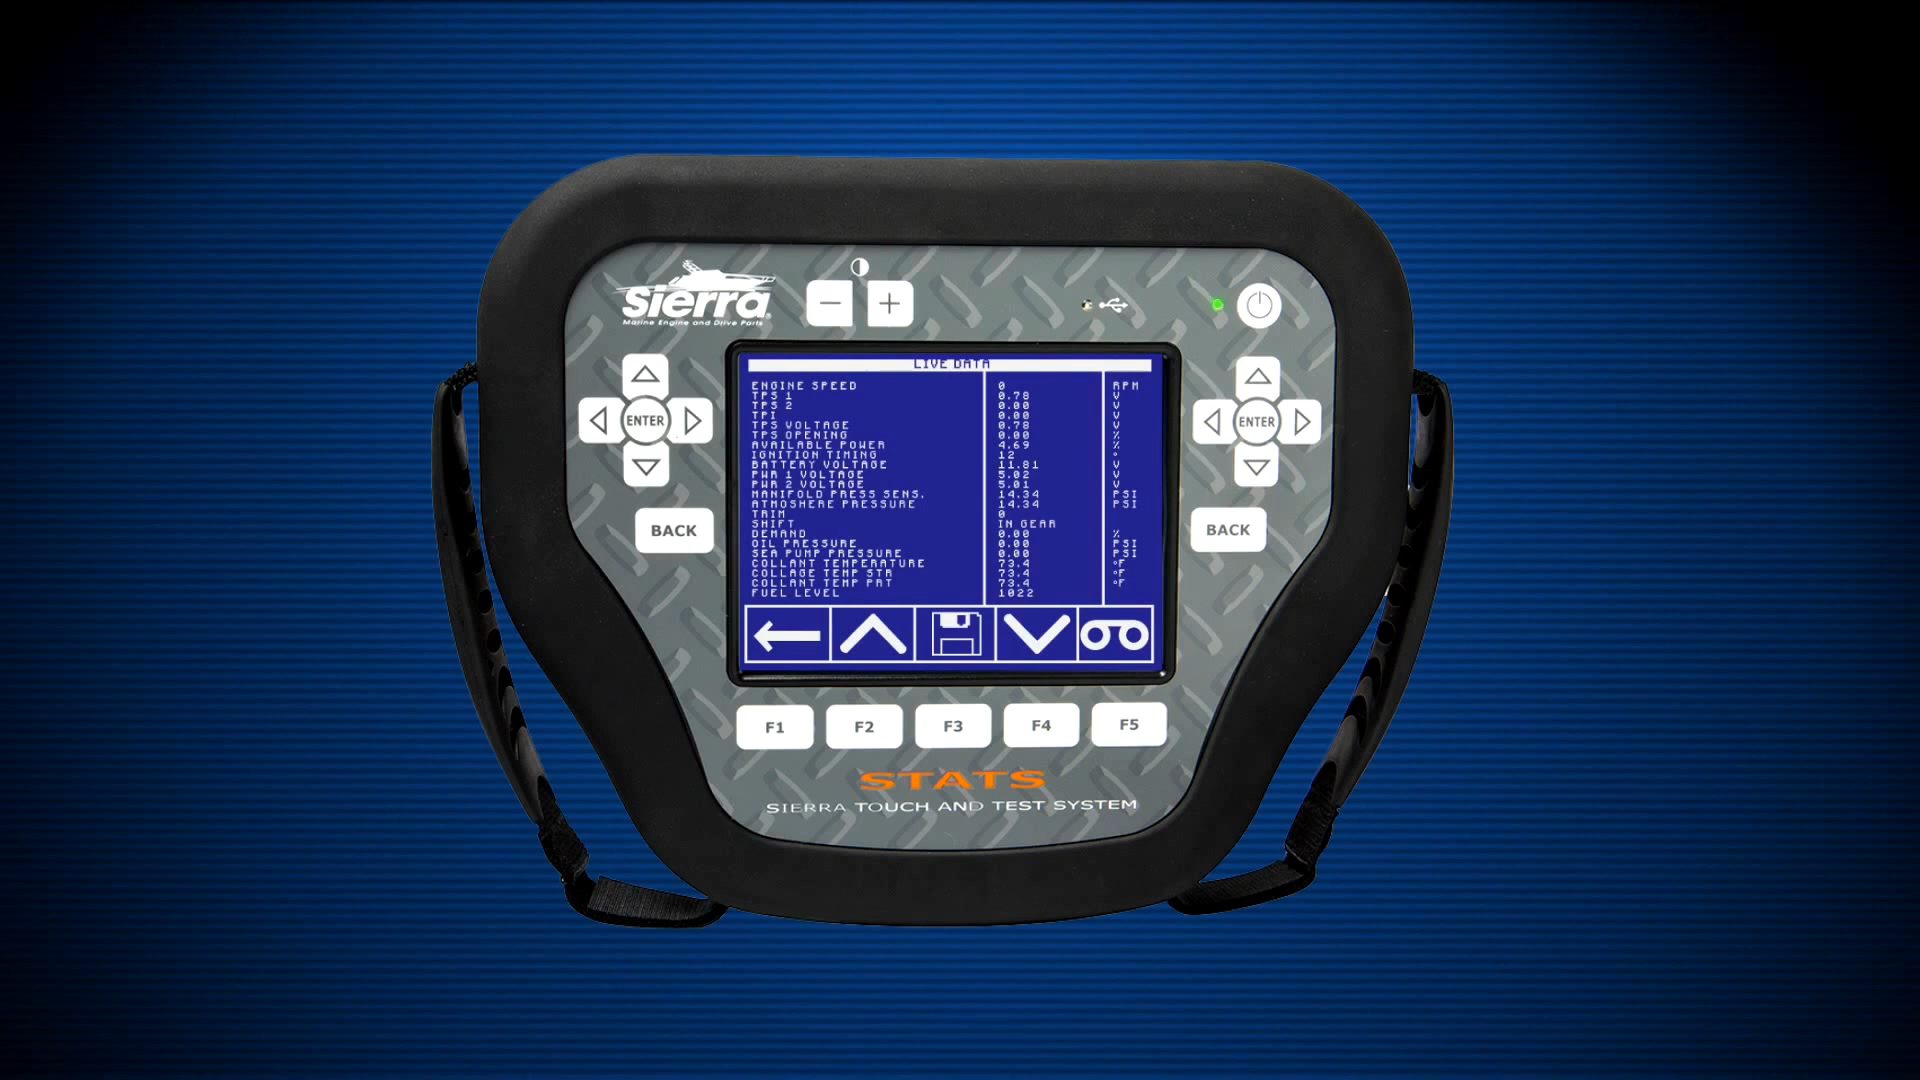 sierra®
Marine Engine and Drive Parts
ENTER
BACK
LIVE DATA
ENGINE SPEED 0 RPM
TPS 1 0.78 V
TPS 2 0.00 V
TPI 0.00 V
TPS VOLTAGE 0.78 V
TPS OPENING 0.00 %
AVAILABLE POWER 4.69 %
IGNITION TIMING 12 °
BATTERY VOLTAGE 11.81 V
PWR 1 VOLTAGE 5.02 V
PWR 2 VOLTAGE 5.01 V
MANIFOLD PRESS SENS. 14.34 PSI
ATMOSHERE PRESSURE 14.34 PSI
TRIM 0
SHIFT IN GEAR
DEMAND 0.00 %
OIL PRESSURE 0.00 PSI
SEA PUMP PRESSURE 0.00 PSI
COLLANT TEMPERATURE 73.4 °F
COLLAGE TEMP STR 73.4 °F
COLLANT TEMP PRT 73.4 °F
FUEL LEVEL 1022
ENTER
BACK
F1 F2 F3 F4 F5
STATS
SIERRA TOUCH AND TEST SYSTEM